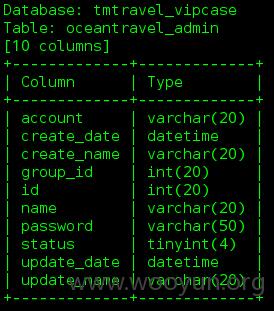 Database: tmtravel_vipcase
Table: oceantravel_admin
[10 columns]
+-------------+-------------+
| Column      | Type        |
+-------------+-------------+
| account     | varchar(20) |
| create_date | datetime    |
| create_name | varchar(20) |
| group_id    | int(20)     |
| id          | int(20)     |
| name        | varchar(20) |
| password    | varchar(50) |
| status      | tinyint(4)  |
| update_date | datetime    |
| update_name | varchar(20) |
+-------------+-------------+
www.wooyun.org